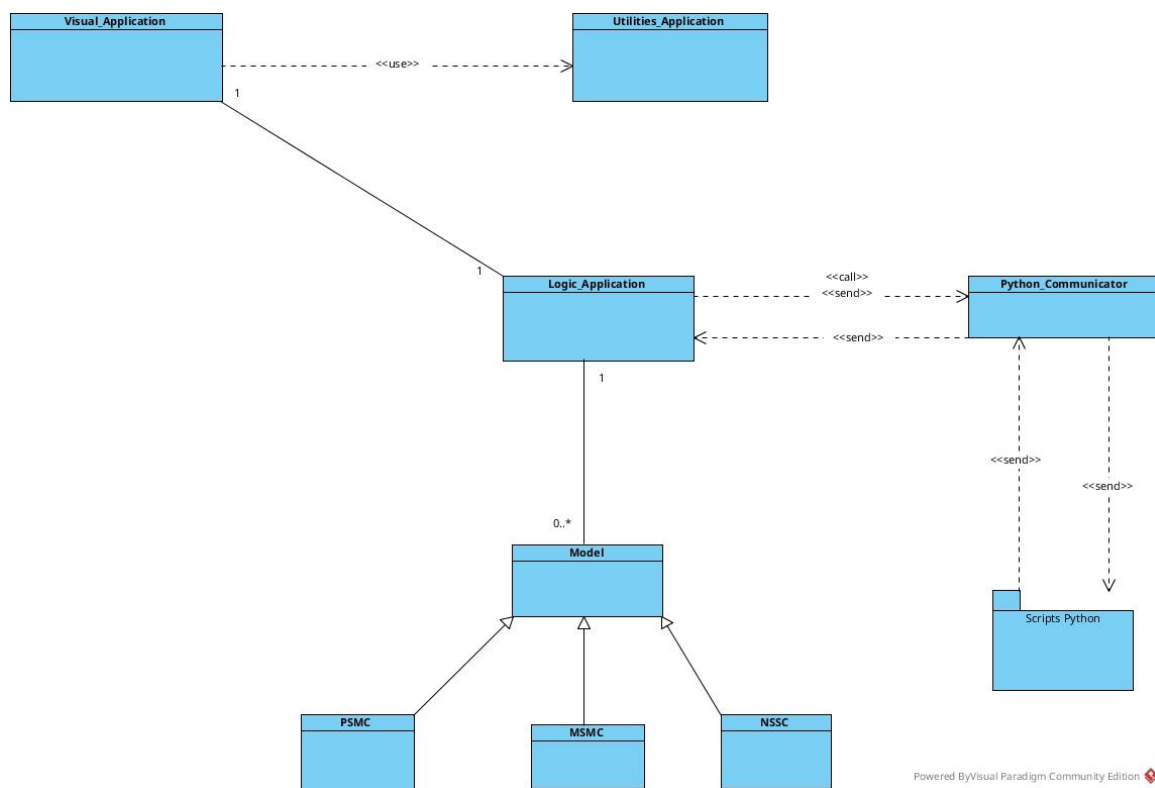 Visual_Application
Utilities_Application
<<use>>
1
1
Logic_Application
<<call>>
<<send>>
Python_Communicator
<<send>>
1
<<send>>
<<send>>
0..*
Model
Scripts Python
PSMC
MSMC
NSSC
Powered ByVisual Paradigm Community Edition